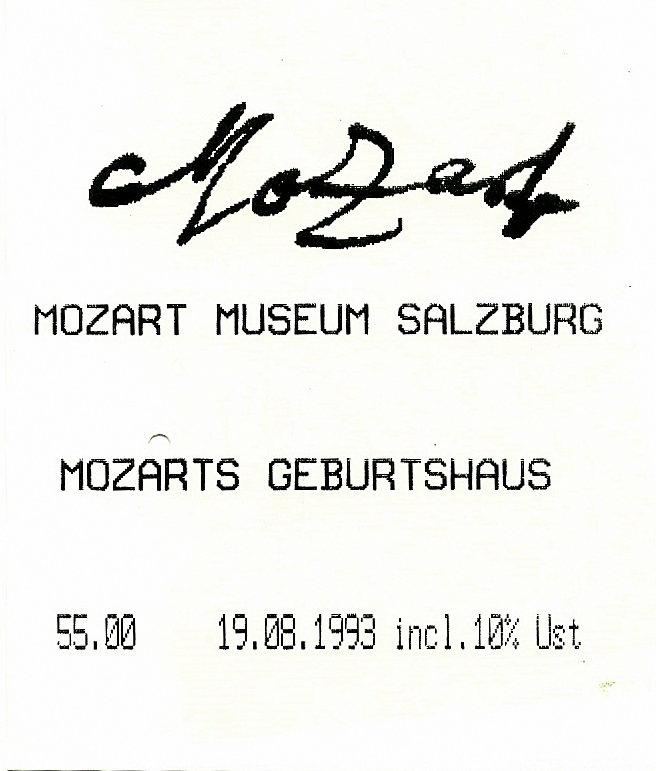 Mozart
MOZART MUSEUM SALZBURG
MOZARTS GEBURTSHAUS
55.00 19.08.1993 incl.10% Ust